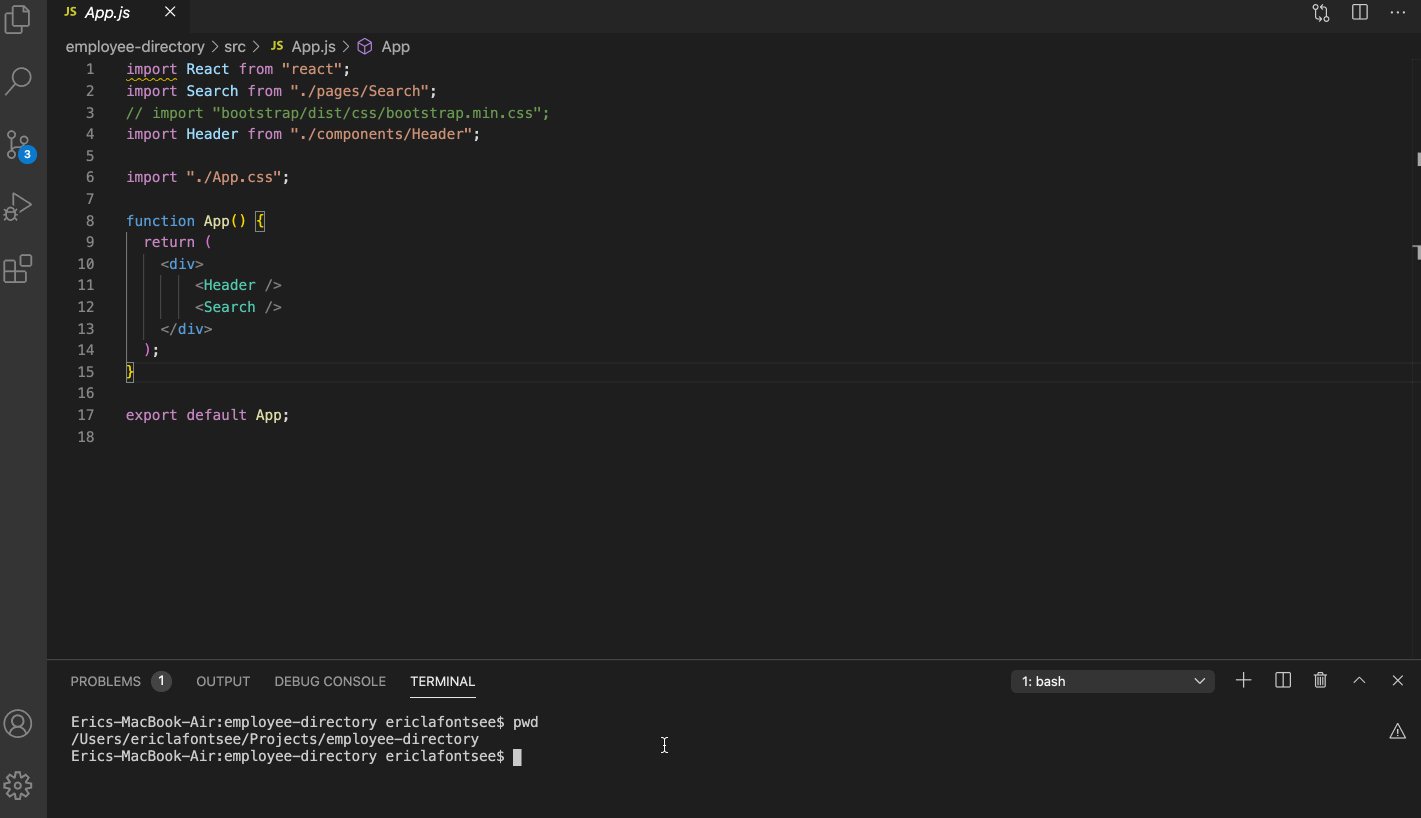 JS App.js
employee-directory > src > JS App.js > App
1 import React from "react";
2 import Search from "./pages/Search";
3 // import "bootstrap/dist/css/bootstrap.min.css";
4 import Header from "./components/Header";
5
6 import "./App.css";
7
8 function App() {
9 return (
10 <div>
11 <Header />
12 <Search />
13 </div>
14 );
15 }
16
17 export default App;
18
3
PROBLEMS 1 OUTPUT DEBUG CONSOLE TERMINAL 1: bash
Erics-MacBook-Air:employee-directory ericlafontsee$ pwd
/Users/ericlafontsee/Projects/employee-directory
Erics-MacBook-Air:employee-directory ericlafontsee$